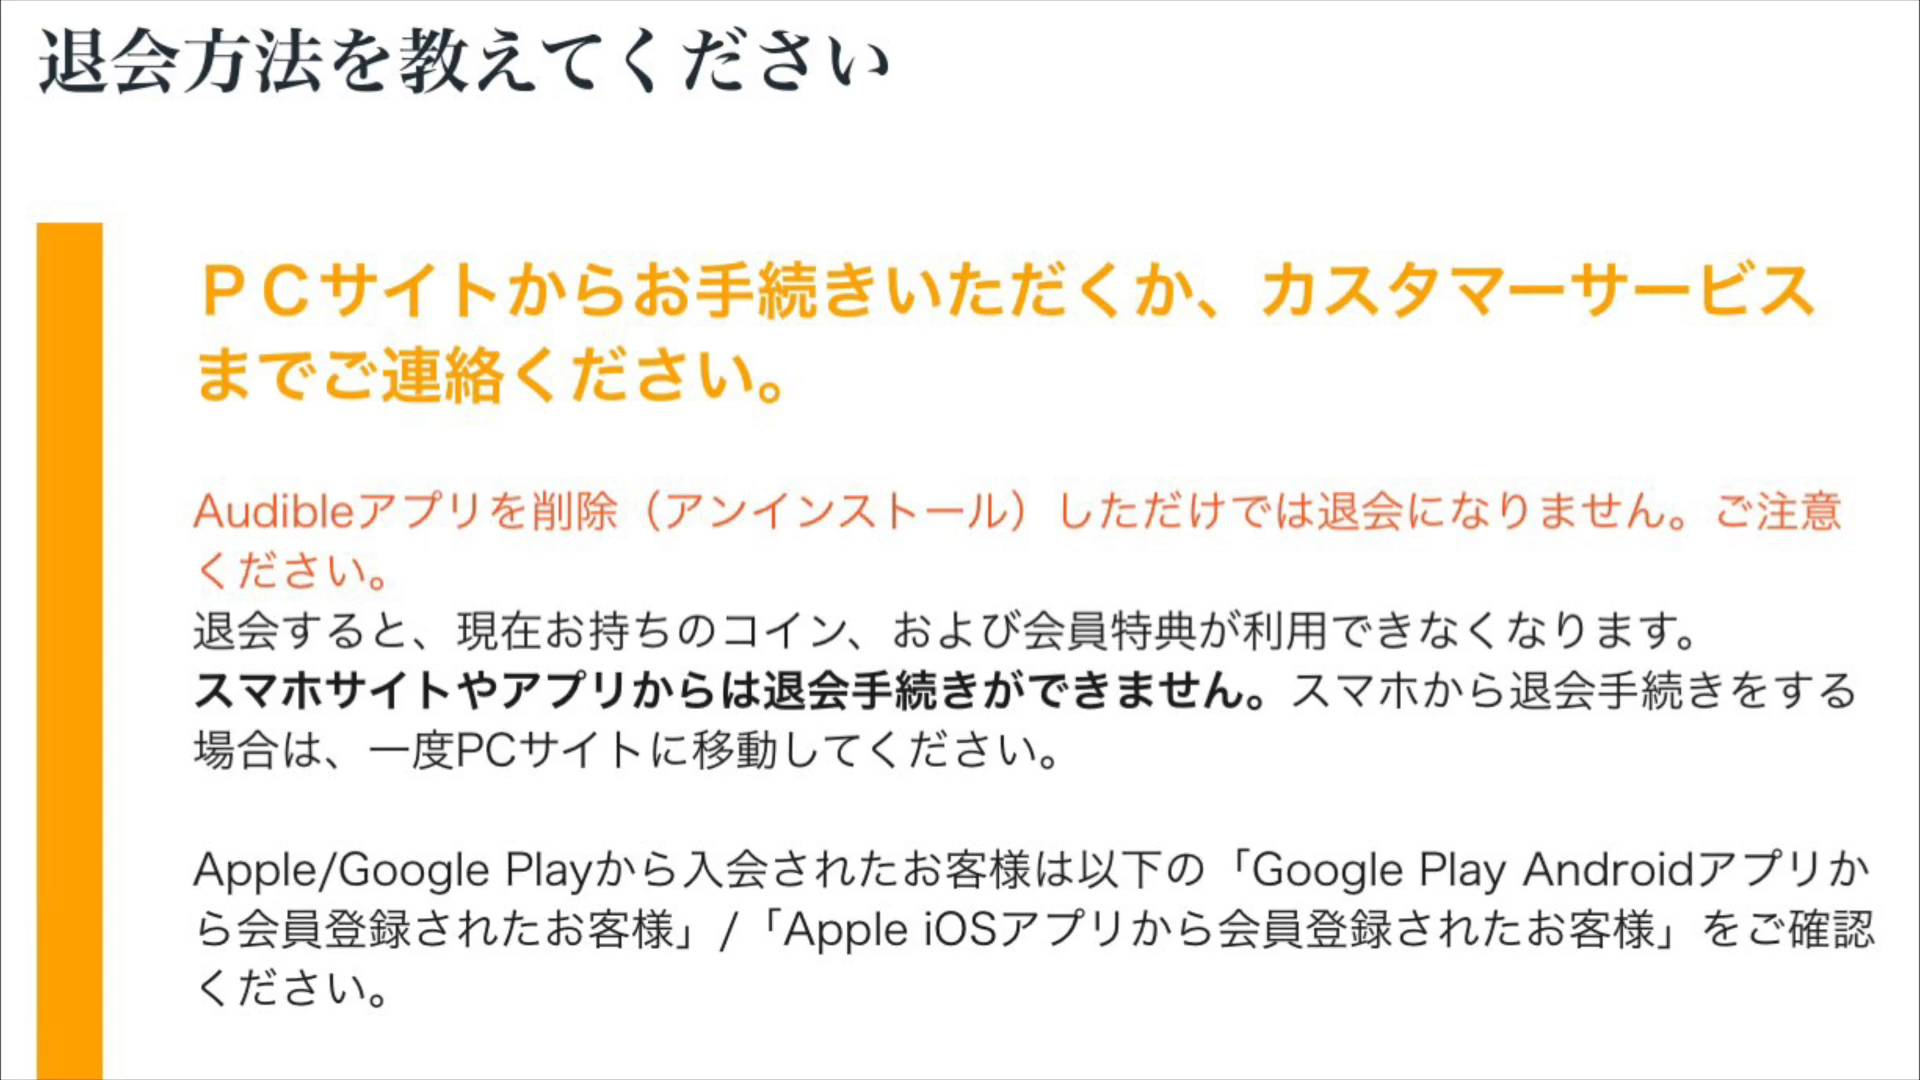 退会方法を教えてください
ＰＣサイトからお手続きいただくか、カスタマーサービス
までご連絡ください。
Audibleアプリを削除（アンインストール）しただけでは退会になりません。ご注意
ください。
退会すると、現在お持ちのコイン、および会員特典が利用できなくなります。
スマホサイトやアプリからは退会手続きができません。スマホから退会手続きをする
場合は、一度PCサイトに移動してください。
Apple/Google Playから入会されたお客様は以下の「Google Play Androidアプリか
ら会員登録されたお客様」/「Apple iOSアプリから会員登録されたお客様」をご確認
ください。